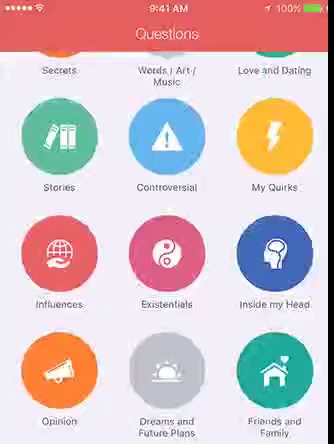 9:41 AM
100%
Questions
Secrets
Words / Art /
Music
Love and Dating
Stories
Controversial
My Quirks
Influences
Existentials
Inside my Head
Opinion
Dreams and
Future Plans
Friends and
Family